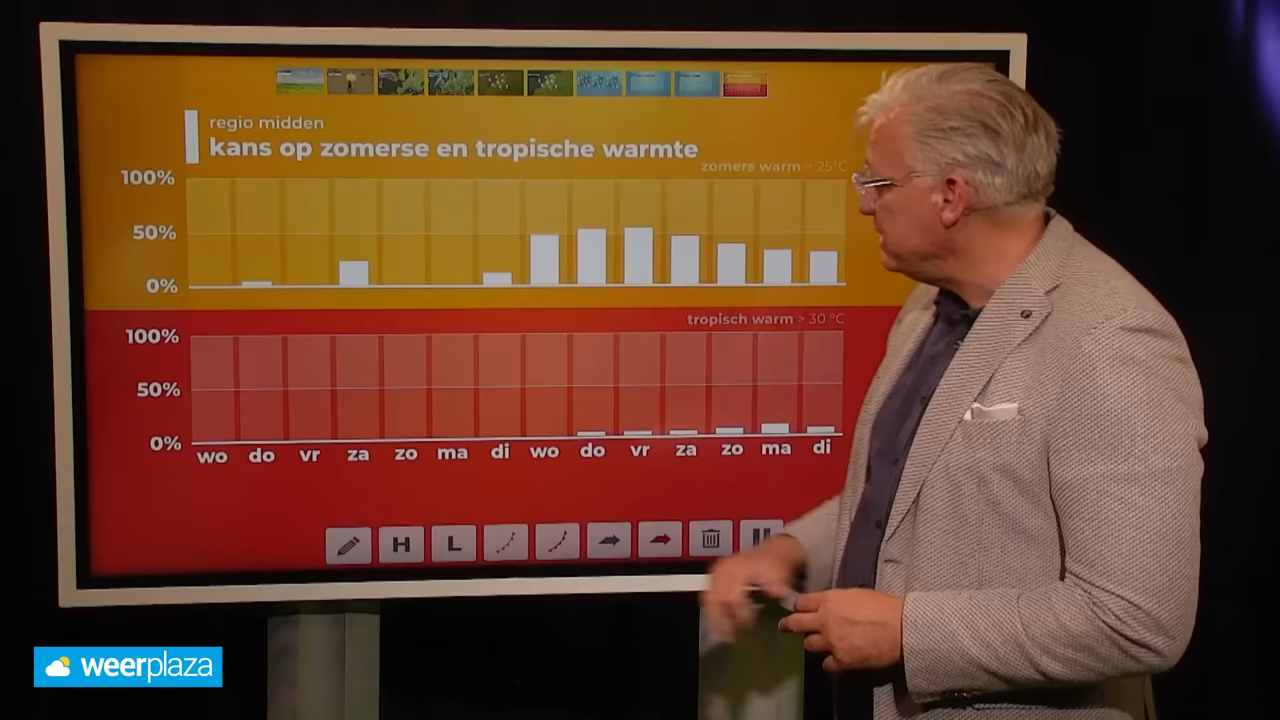 regio midden
kans op zomerse en tropische warmte
zomers warm > 25°C
100%
50%
0%
tropisch warm > 30 °C
100%
50%
0%
wo do vr za zo ma di wo do vr za zo ma di
H L
weerplaza